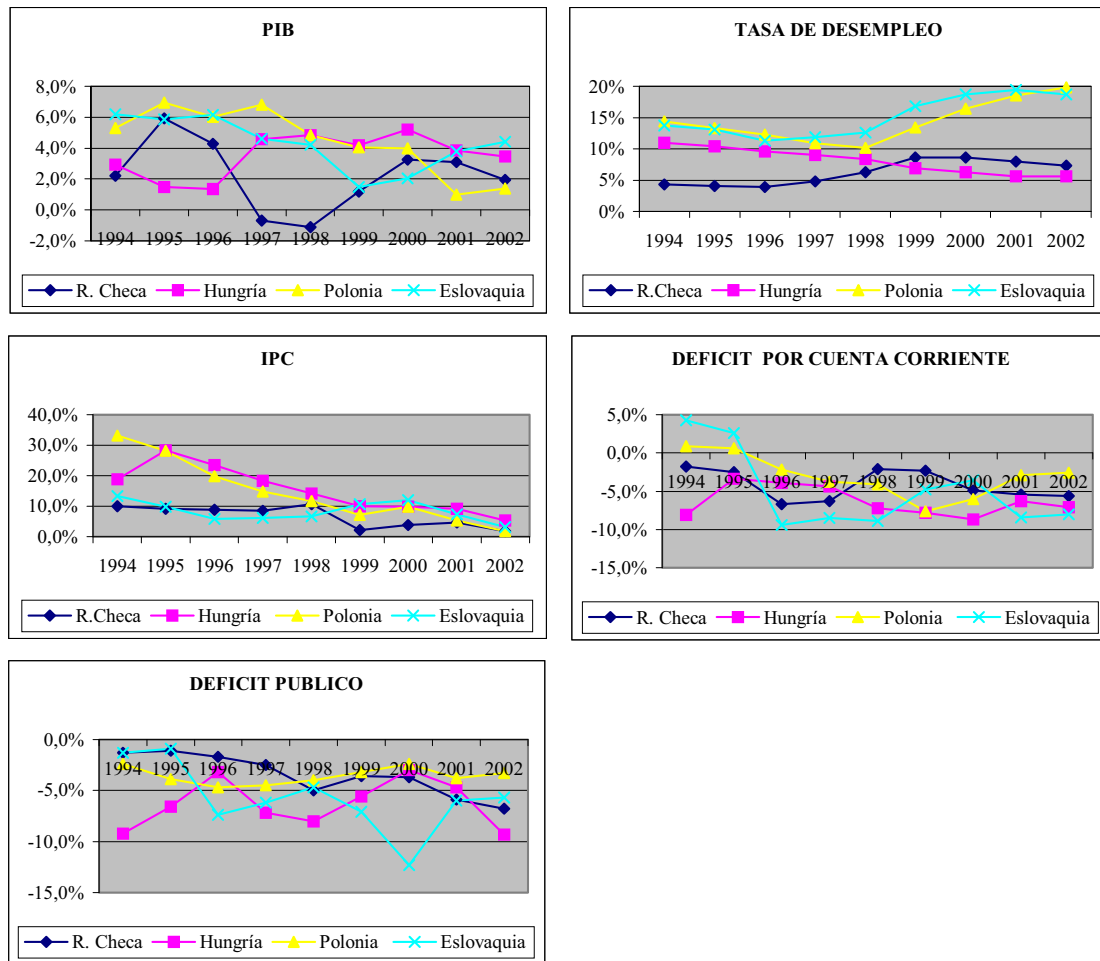 PIB
8,0%
6,0%
4,0%
2,0%
0,0%
-2,0%
1994 1995 1996 1997 1998 1999 2000 2001 2002
R. Checa Hungría Polonia Eslovaquia
TASA DE DESEMPLEO
20%
15%
10%
5%
0%
1994 1995 1996 1997 1998 1999 2000 2001 2002
R.Checa Hungría Polonia Eslovaquia
IPC
40,0%
30,0%
20,0%
10,0%
0,0%
1994 1995 1996 1997 1998 1999 2000 2001 2002
R.Checa Hungría Polonia Eslovaquia
DEFICIT POR CUENTA CORRIENTE
5,0%
0,0%
-5,0%
-10,0%
-15,0%
1994 1995 1996 1997 1998 1999 2000 2001 2002
R. Checa Hungría Polonia Eslovaquia
DEFICIT PUBLICO
0,0%
-5,0%
-10,0%
-15,0%
1994 1995 1996 1997 1998 1999 2000 2001 2002
R. Checa Hungría Polonia Eslovaquia